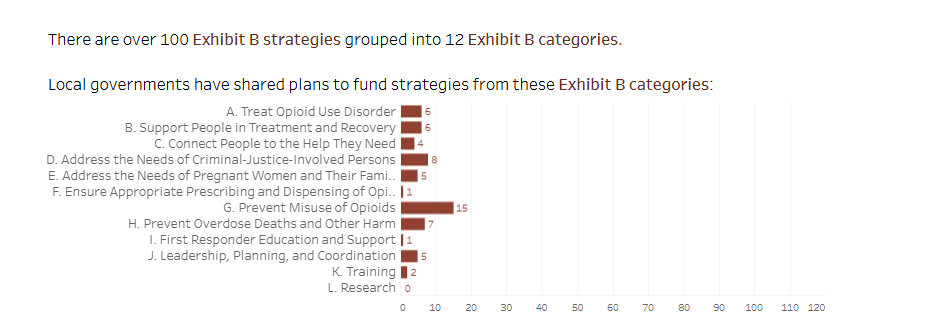 There are over 100 Exhibit B strategies grouped into 12 Exhibit B categories.
Local governments have shared plans to fund strategies from these Exhibit B categories:
A. Treat Opioid Use Disorder 6
B. Support People in Treatment and Recovery 6
C. Connect People to the Help They Need 4
D. Address the Needs of Criminal-Justice-Involved Persons 8
E. Address the Needs of Pregnant Women and Their Fami.. 5
F. Ensure Appropriate Prescribing and Dispensing of Opi.. 1
G. Prevent Misuse of Opioids 15
H. Prevent Overdose Deaths and Other Harm 7
I. First Responder Education and Support 1
J. Leadership, Planning, and Coordination 5
K. Training 2
L. Research 0
0 10 20 30 40 50 60 70 80 90 100 110 120